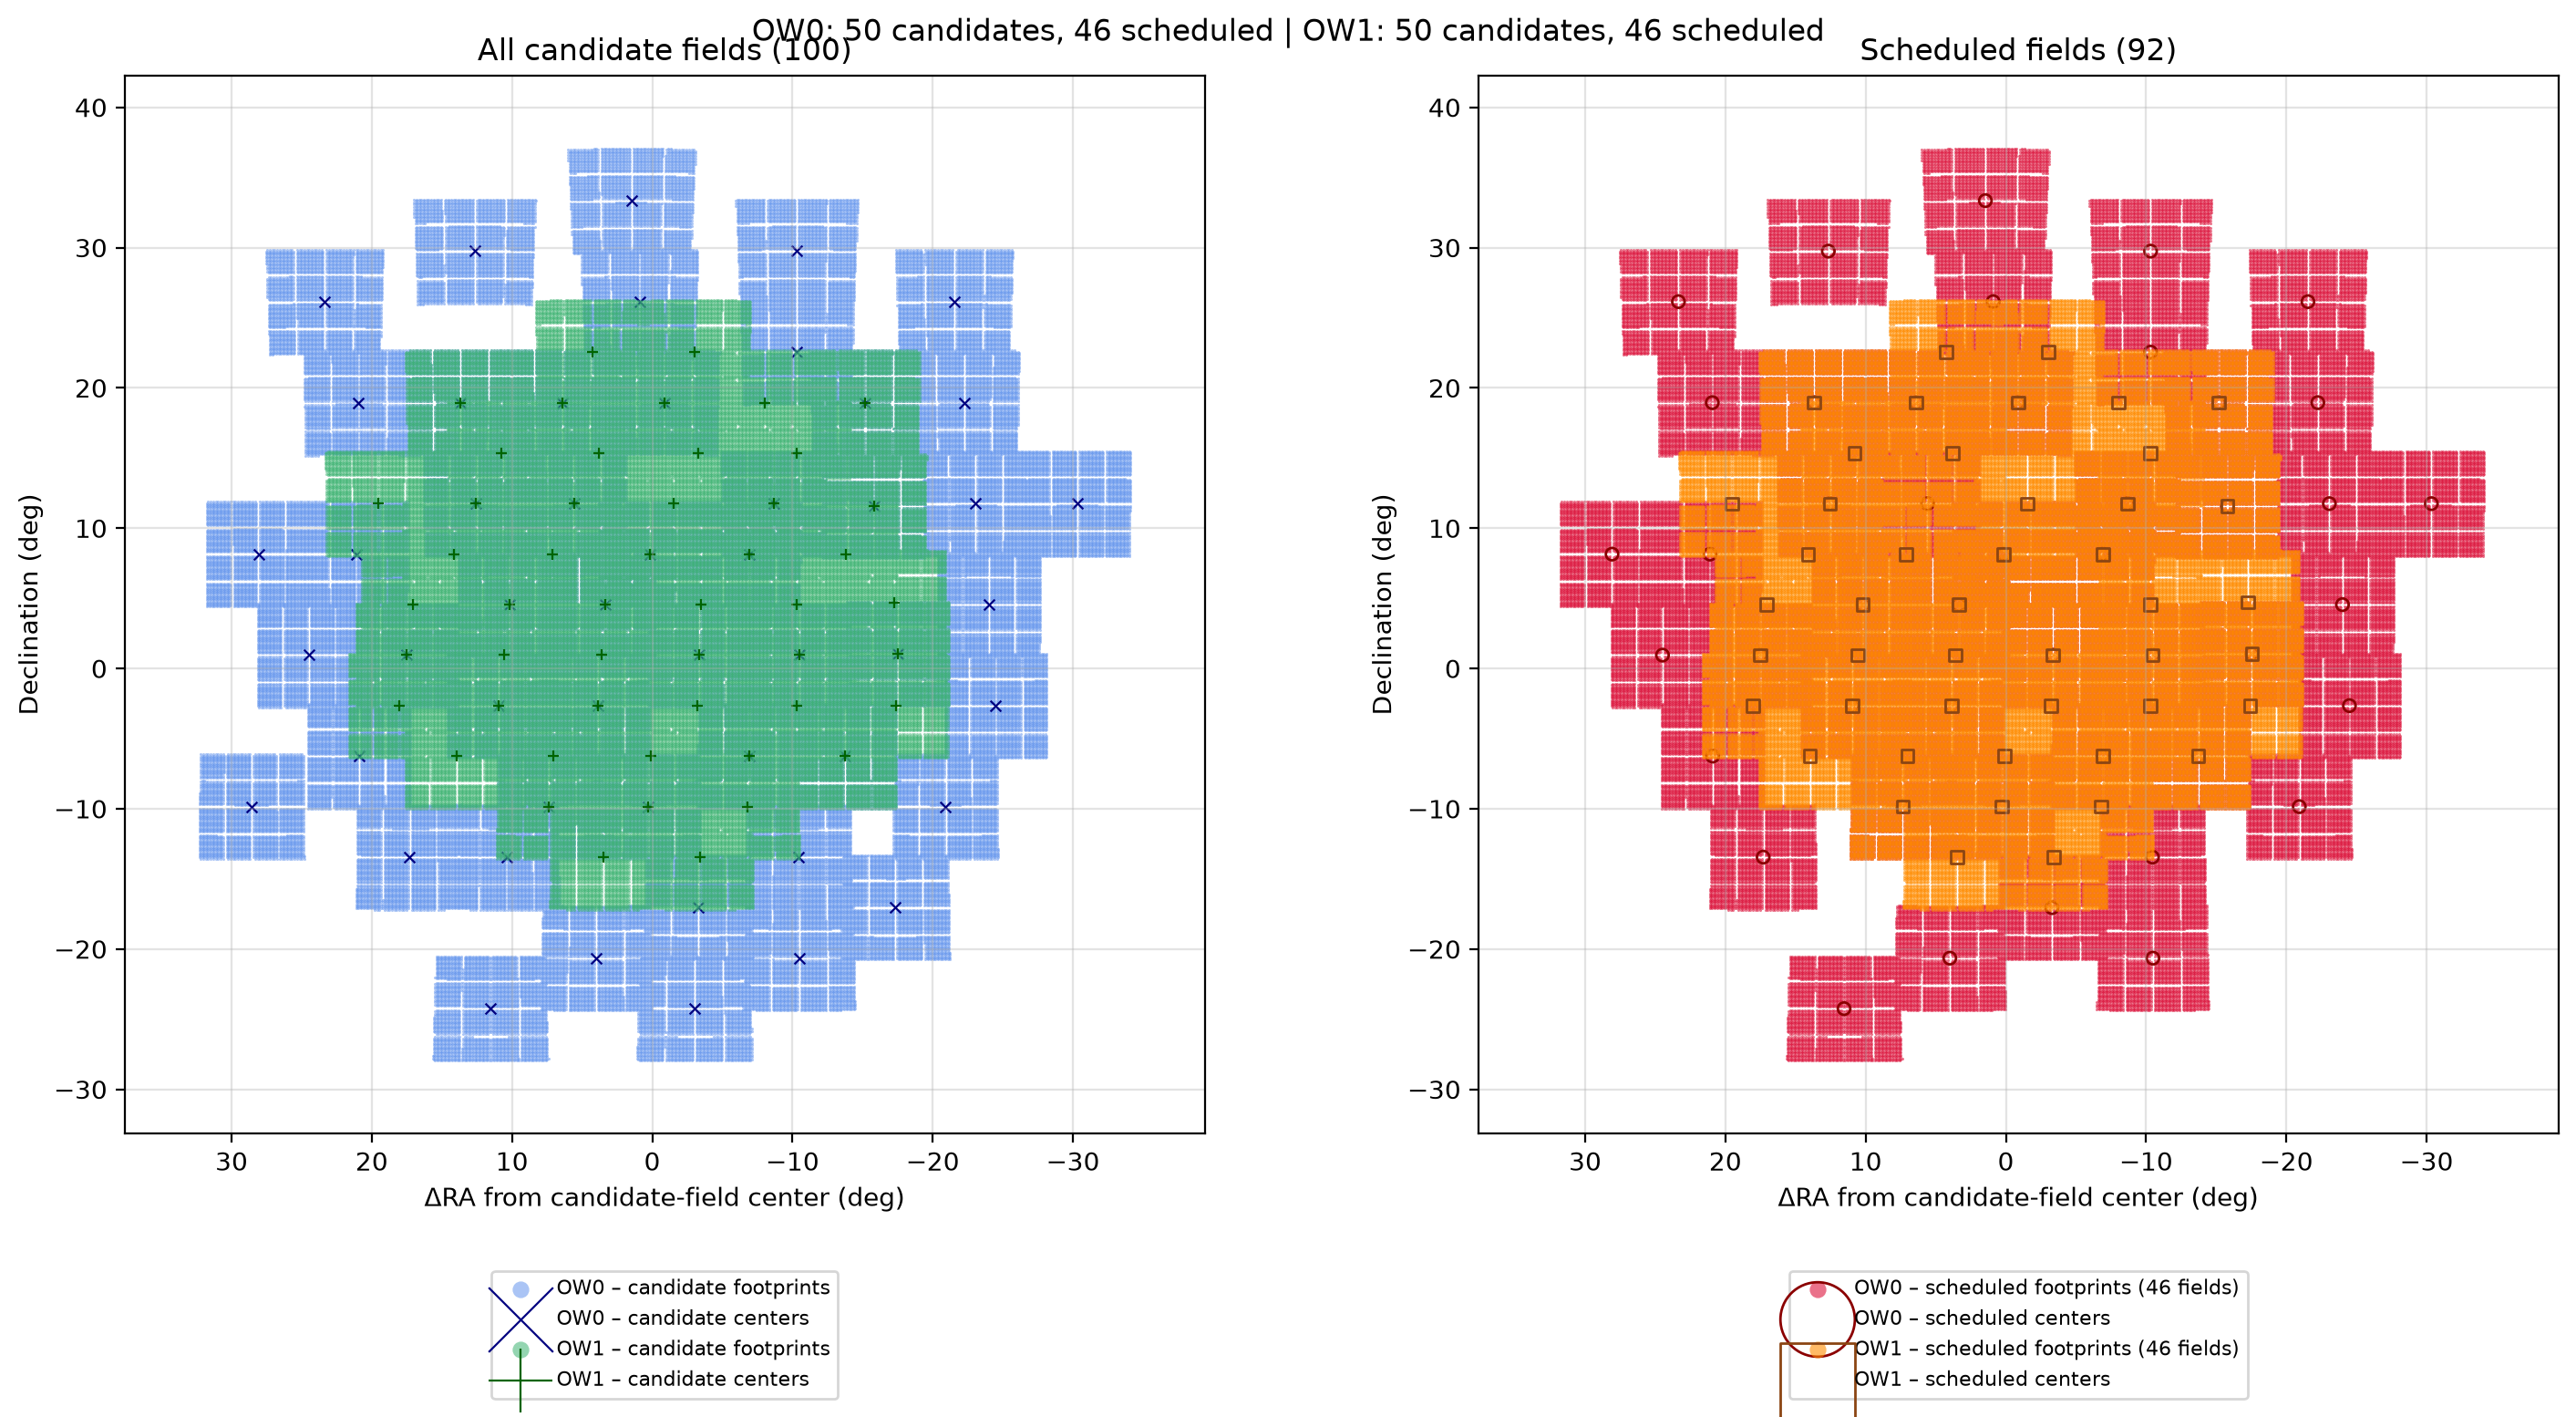 OW0: 50 candidates, 46 scheduled | OW1: 50 candidates, 46 scheduled
All candidate fields (100)
40
30
20
10
0
−10
−20
−30
Declination (deg)
30
20
10
0
−10
−20
−30
ΔRA from candidate-field center (deg)
OW0 – candidate footprints
OW0 – candidate centers
OW1 – candidate footprints
OW1 – candidate centers
Scheduled fields (92)
40
30
20
10
0
−10
−20
−30
Declination (deg)
30
20
10
0
−10
−20
−30
ΔRA from candidate-field center (deg)
OW0 – scheduled footprints (46 fields)
OW0 – scheduled centers
OW1 – scheduled footprints (46 fields)
OW1 – scheduled centers